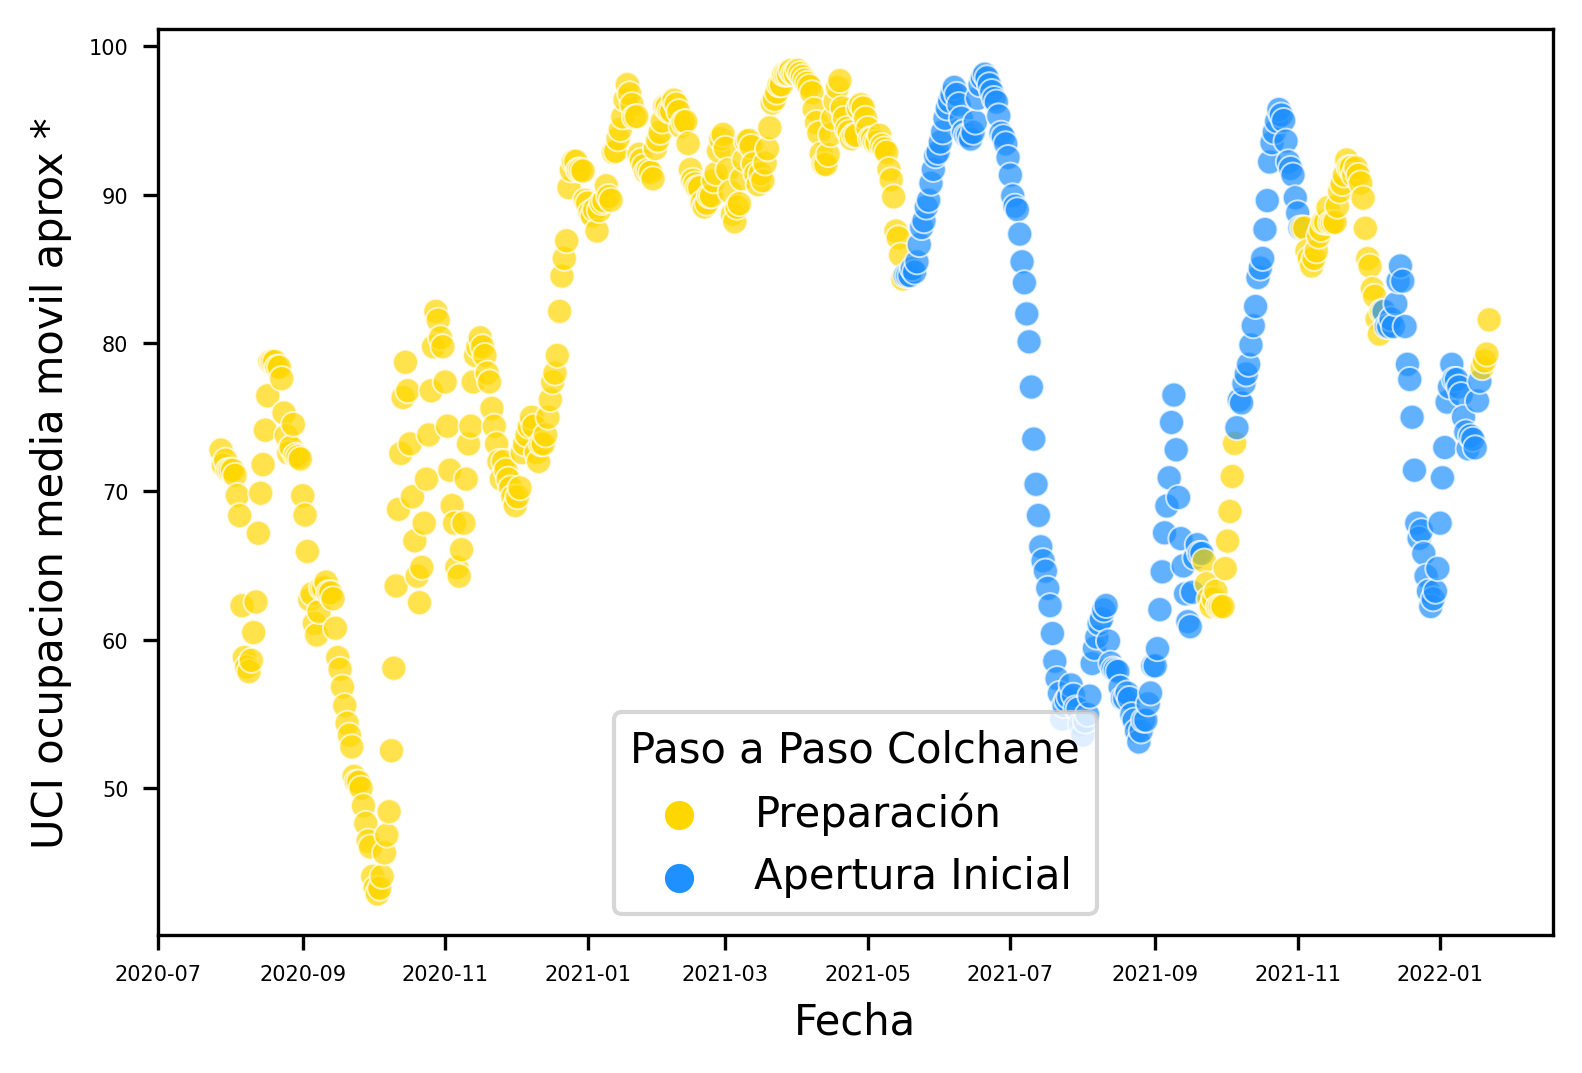 UCI ocupacion media movil aprox *
100
90
80
70
60
50
Paso a Paso Colchane
Preparación
Apertura Inicial
2020-07 2020-09 2020-11 2021-01 2021-03 2021-05 2021-07 2021-09 2021-11 2022-01
Fecha